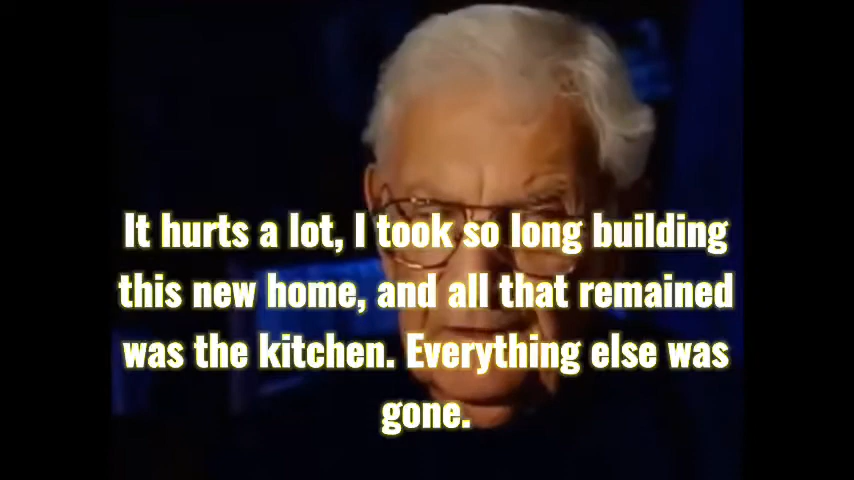 It hurts a lot, I took so long building
this new home, and all that remained
was the kitchen. Everything else was
gone.